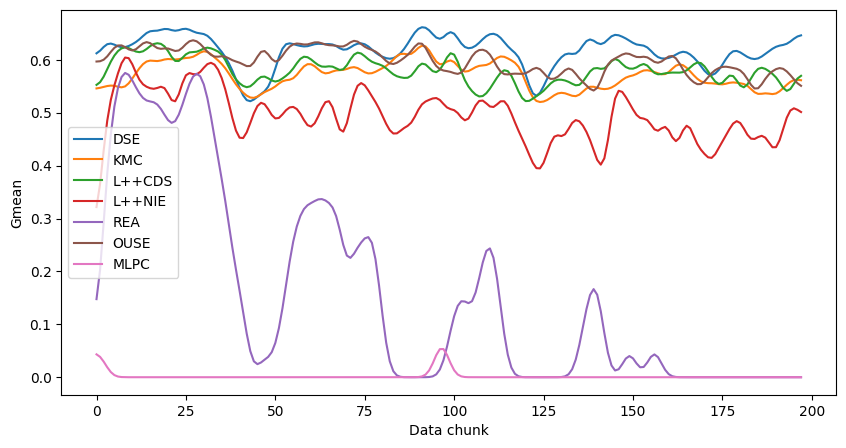 Gmean
0.6
0.5
0.4
0.3
0.2
0.1
0.0
DSE
KMC
L++CDS
L++NIE
REA
OUSE
MLPC
0 25 50 75 100 125 150 175 200
Data chunk